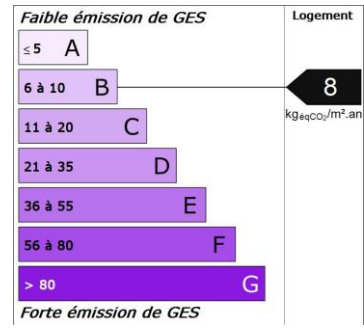 Faible émission de GES
Logement
≤ 5 A
6 à 10 B
8
kgéqCO₂/m².an
11 à 20 C
21 à 35 D
36 à 55 E
56 à 80 F
> 80 G
Forte émission de GES